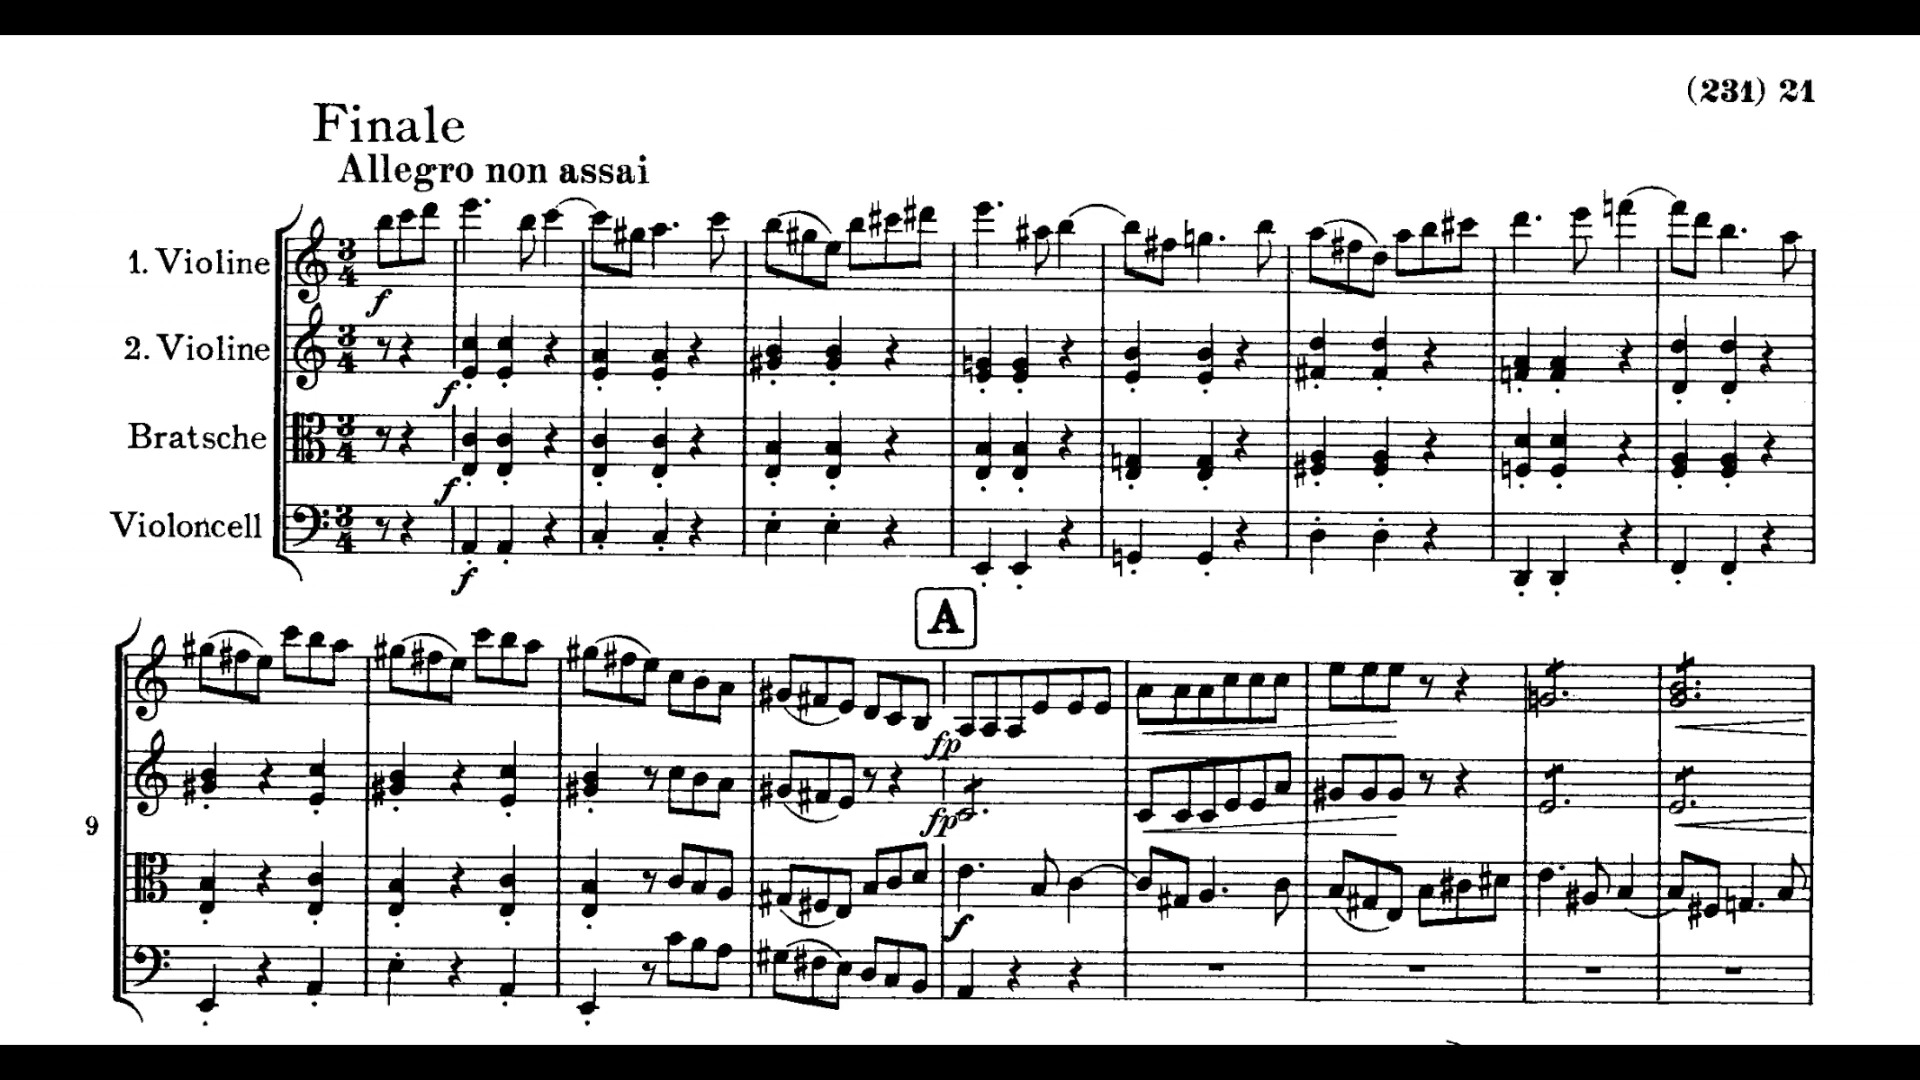 (231) 21
Finale
Allegro non assai
1. Violine
f
2. Violine
f
Bratsche
f
Violoncell
f
A
fp
fp
9
f